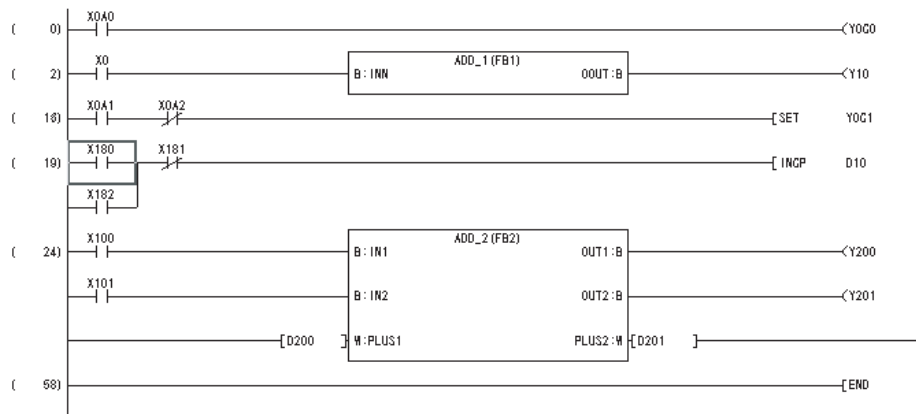 X0A0
( 0) (Y0C0
X0 ADD_1(FB1)
( 2) B:INN OOUT:B (Y10
X0A1 X0A2
( 16) [SET Y0C1
X180 X181
( 19) [INCP D10
X182
X100 ADD_2(FB2)
( 24) B:IN1 OUT1:B (Y200
X101
B:IN2 OUT2:B (Y201
[D200 ] W:PLUS1 PLUS2:W [D201 ]
( 58) [END